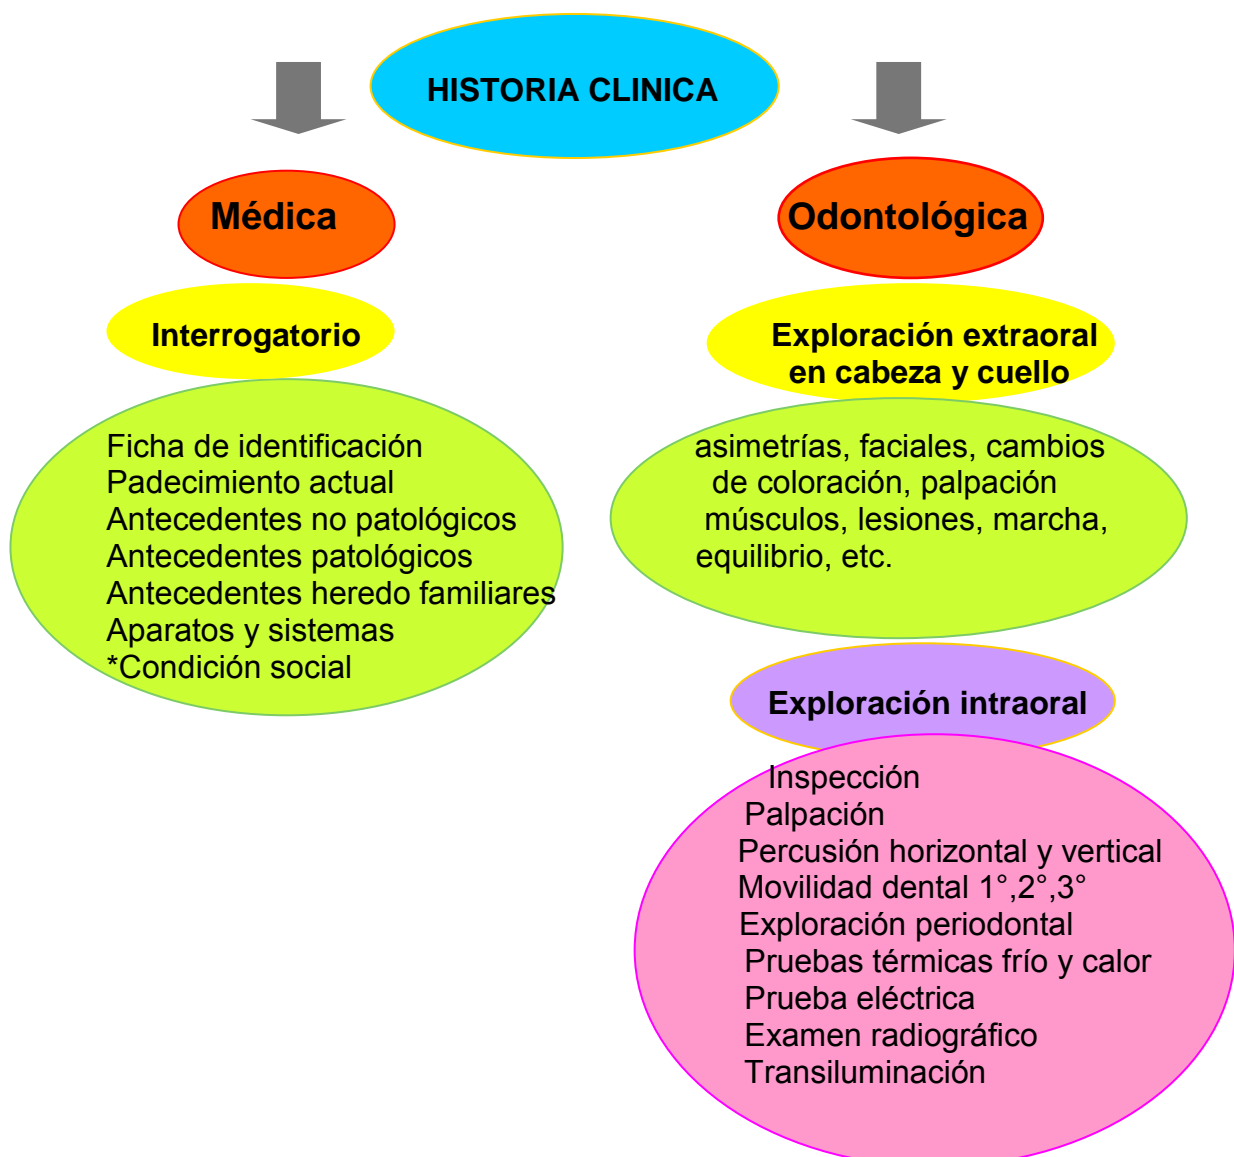 HISTORIA CLINICA
Médica
Interrogatorio
Ficha de identificación
Padecimiento actual
Antecedentes no patológicos
Antecedentes patológicos
Antecedentes heredo familiares
Aparatos y sistemas
*Condición social
Odontológica
Exploración extraoral
en cabeza y cuello
asimetrías, faciales, cambios
de coloración, palpación
músculos, lesiones, marcha,
equilibrio, etc.
Exploración intraoral
Inspección
Palpación
Percusión horizontal y vertical
Movilidad dental 1°,2°,3°
Exploración periodontal
Pruebas térmicas frío y calor
Prueba eléctrica
Examen radiográfico
Transiluminación